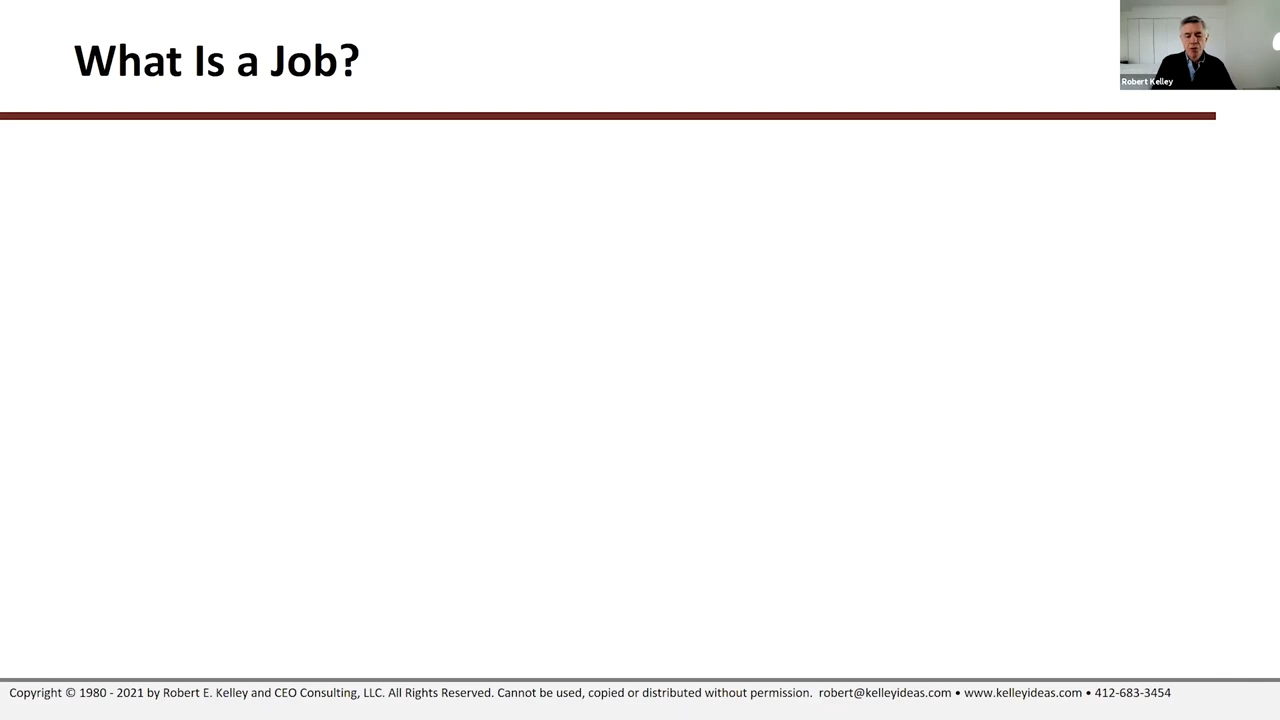 What Is a Job?
Robert Kelley
Copyright © 1980 - 2021 by Robert E. Kelley and CEO Consulting, LLC. All Rights Reserved. Cannot be used, copied or distributed without permission.  robert@kelleyideas.com • www.kelleyideas.com • 412-683-3454